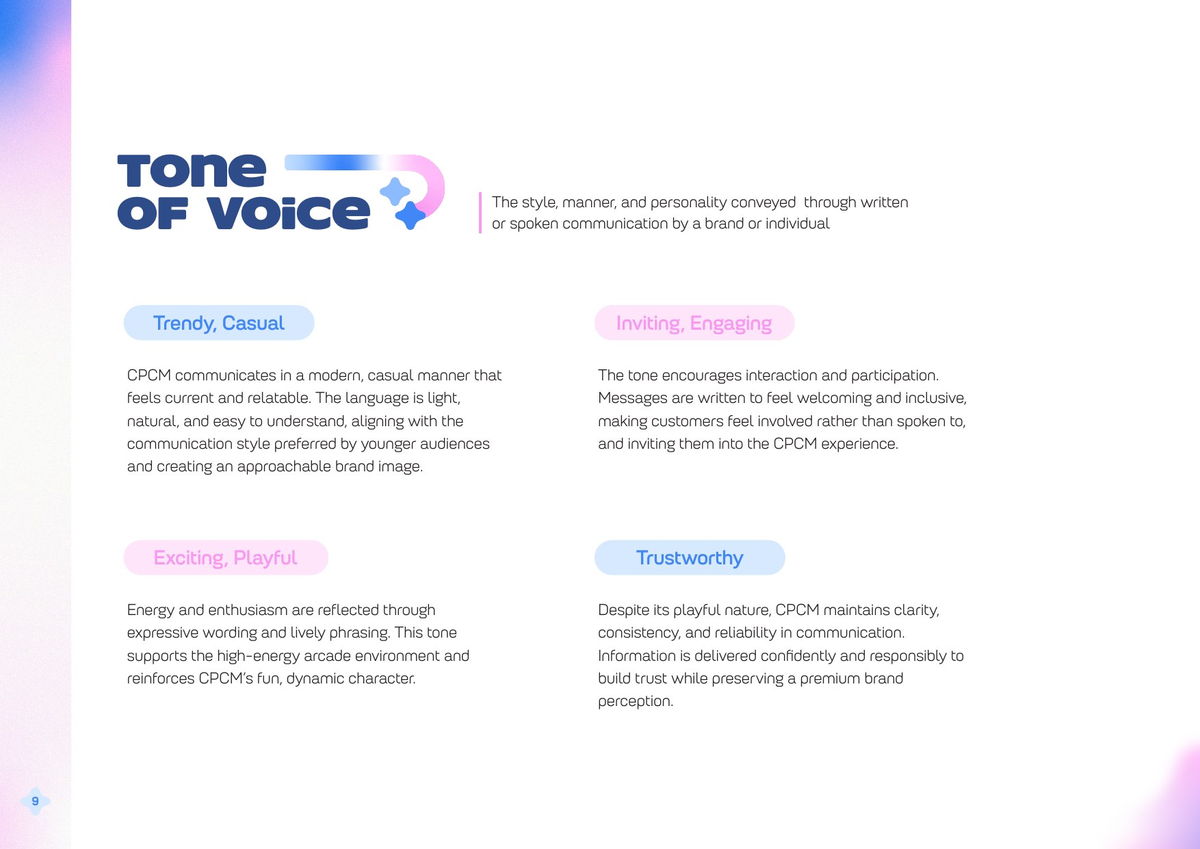 Tone
OF VOiCe
The style, manner, and personality conveyed  through written
or spoken communication by a brand or individual
Trendy, Casual
CPCM communicates in a modern, casual manner that
feels current and relatable. The language is light,
natural, and easy to understand, aligning with the
communication style preferred by younger audiences
and creating an approachable brand image.
Inviting, Engaging
The tone encourages interaction and participation.
Messages are written to feel welcoming and inclusive,
making customers feel involved rather than spoken to,
and inviting them into the CPCM experience.
Exciting, Playful
Energy and enthusiasm are reflected through
expressive wording and lively phrasing. This tone
supports the high-energy arcade environment and
reinforces CPCM's fun, dynamic character.
Trustworthy
Despite its playful nature, CPCM maintains clarity,
consistency, and reliability in communication.
Information is delivered confidently and responsibly to
build trust while preserving a premium brand
perception.
9